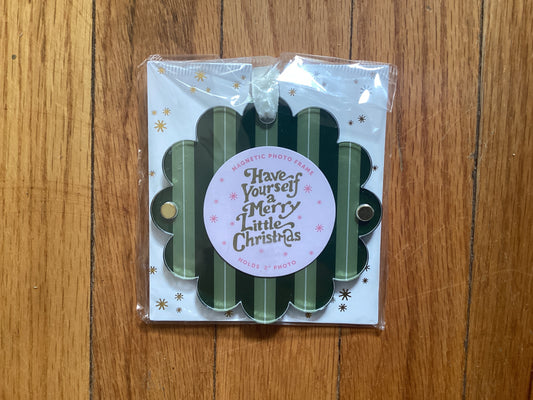 MAGNETIC PHOTO FRAME
Have
Yourself
a
Merry
Little
Christmas
HOLDS 2" PHOTO